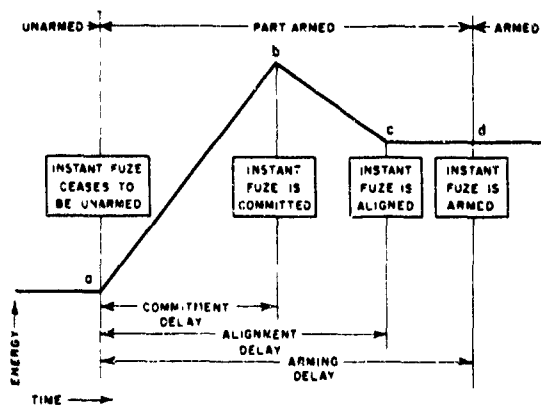 UNARMED PART ARMED ARMED
b
c d
INSTANT FUZE
CEASES TO
BE UNARMED
INSTANT
FUZE IS
COMMITTED
INSTANT
FUZE IS
ALIGNED
INSTANT
FUZE IS
ARMED
a
COMMITMENT
DELAY
ALIGNMENT
DELAY
ARMING
DELAY
ENERGY
TIME